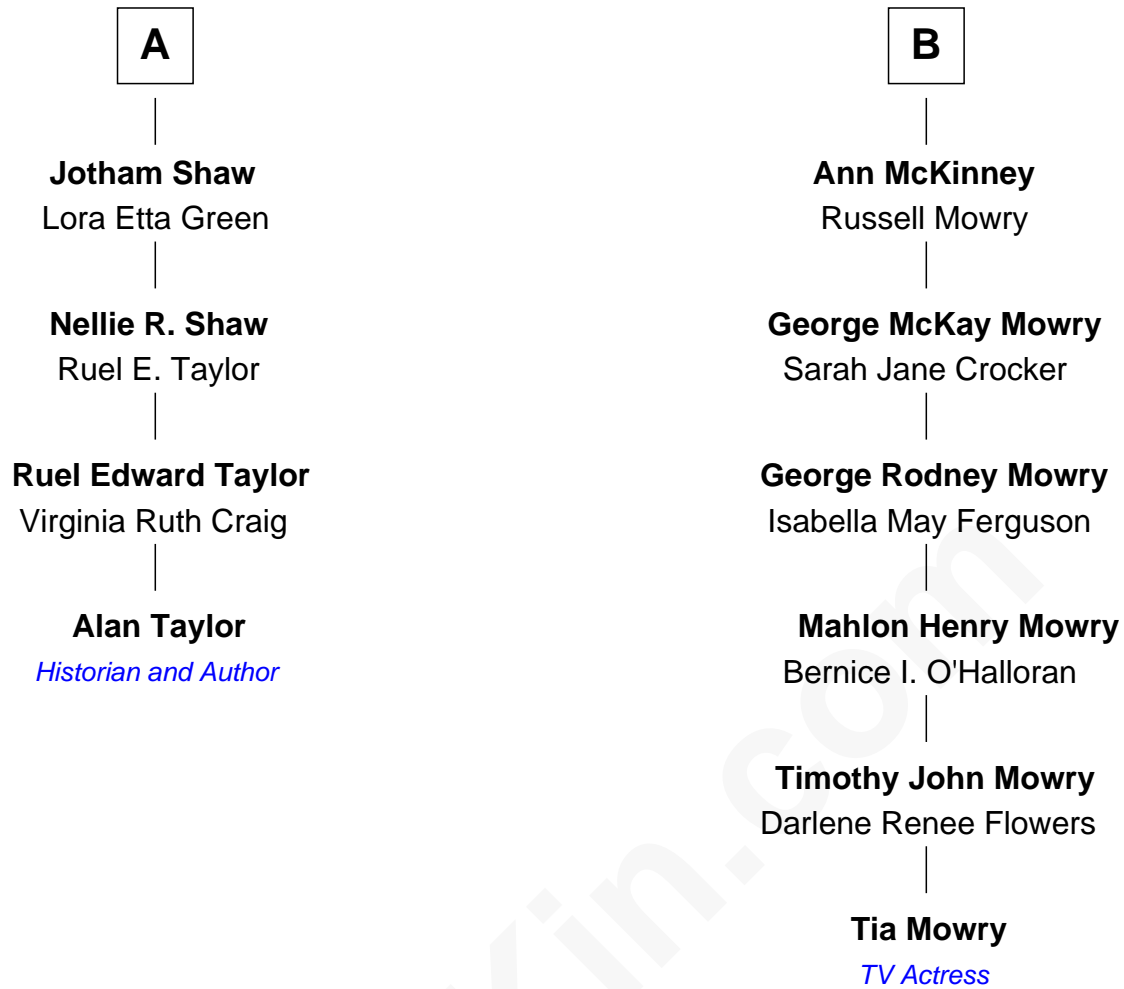 A
Jotham Shaw
Lora Etta Green
Nellie R. Shaw
Ruel E. Taylor
Ruel Edward Taylor
Virginia Ruth Craig
Alan Taylor
Historian and Author
B
Ann McKinney
Russell Mowry
George McKay Mowry
Sarah Jane Crocker
George Rodney Mowry
Isabella May Ferguson
Mahlon Henry Mowry
Bernice I. O'Halloran
Timothy John Mowry
Darlene Renee Flowers
Tia Mowry
TV Actress